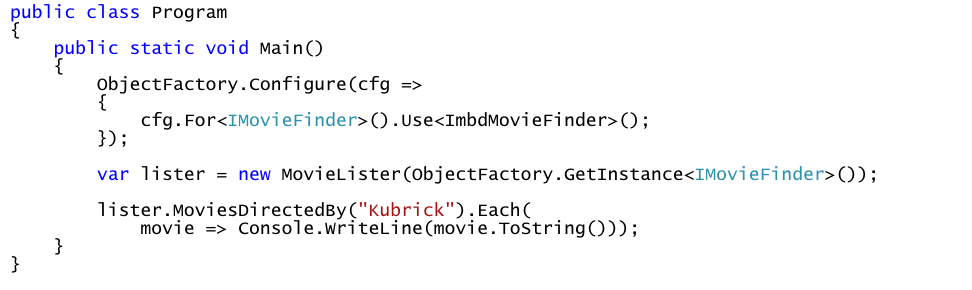 public class Program
{
    public static void Main()
    {
        ObjectFactory.Configure(cfg =>
        {
            cfg.For<IMovieFinder>().Use<ImbdMovieFinder>();
        });

        var lister = new MovieLister(ObjectFactory.GetInstance<IMovieFinder>());

        lister.MoviesDirectedBy("Kubrick").Each(
            movie => Console.WriteLine(movie.ToString()));
    }
}